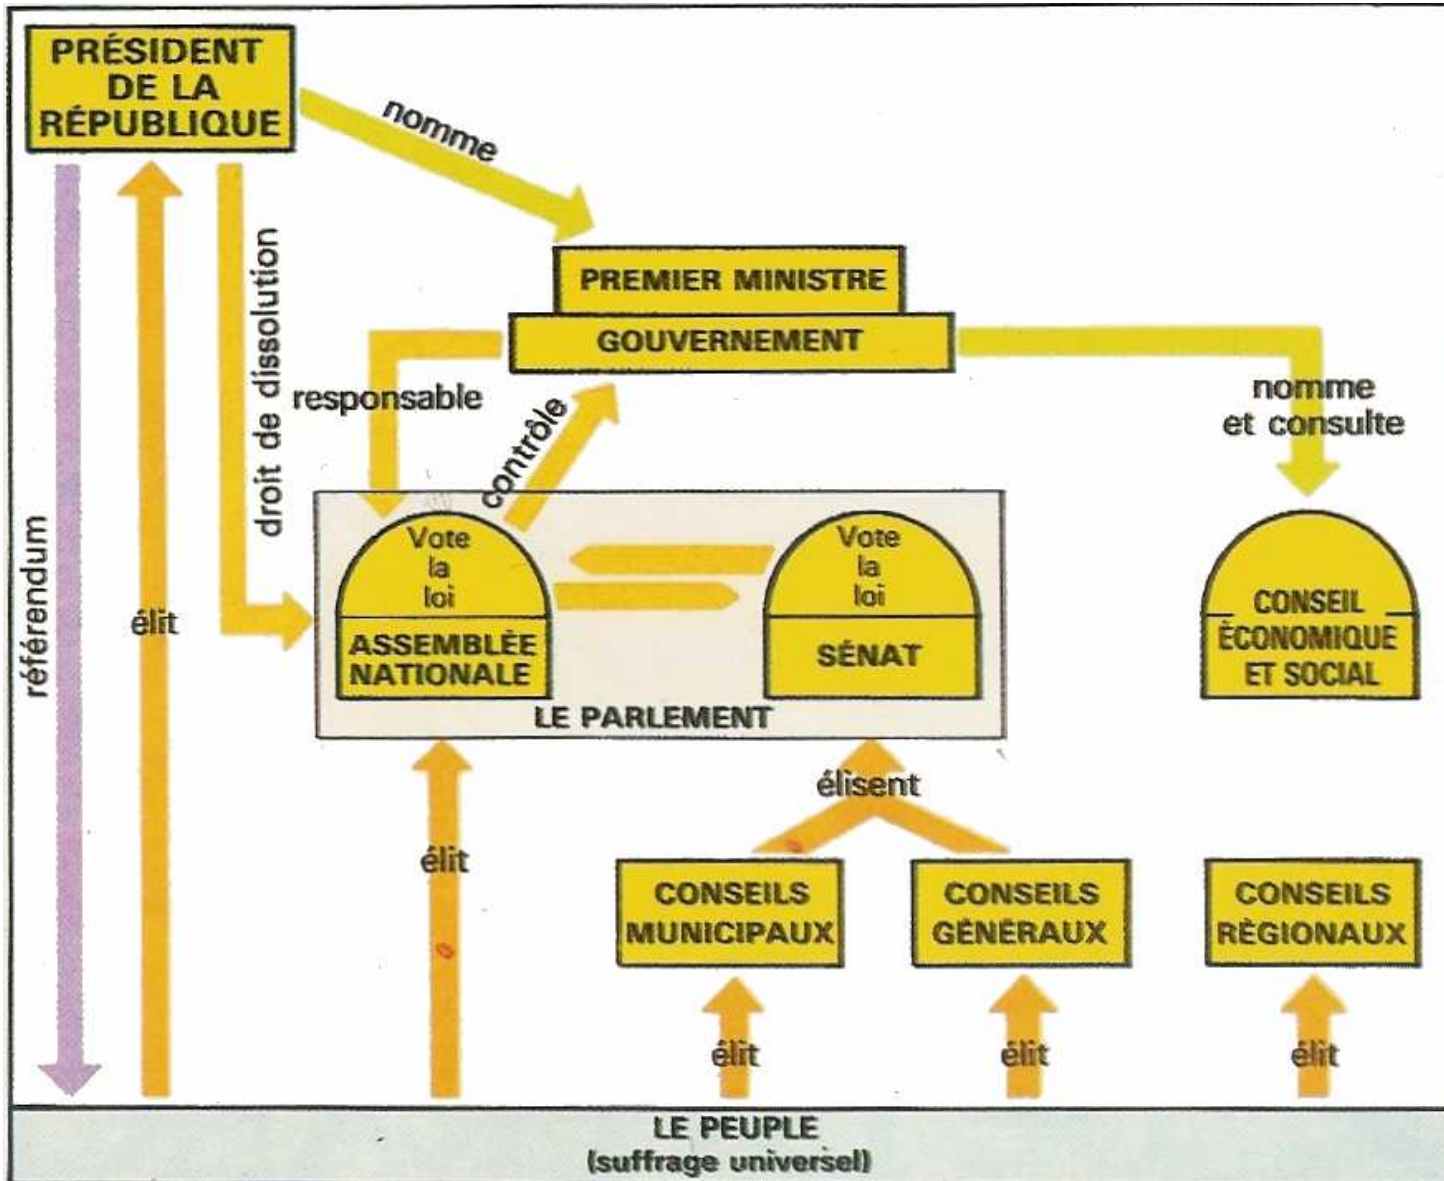 PRÉSIDENT
DE LA
RÉPUBLIQUE
nomme
PREMIER MINISTRE
GOUVERNEMENT
droit de dissolution
responsable
contrôle
nomme
et consulte
référendum
élit
Vote
la
loi
ASSEMBLÉE
NATIONALE
Vote
la
loi
SÉNAT
LE PARLEMENT
CONSEIL
ÉCONOMIQUE
ET SOCIAL
élit
élisent
CONSEILS
MUNICIPAUX
CONSEILS
GÉNÉRAUX
CONSEILS
RÉGIONAUX
élit
élit
élit
LE PEUPLE
(suffrage universel)